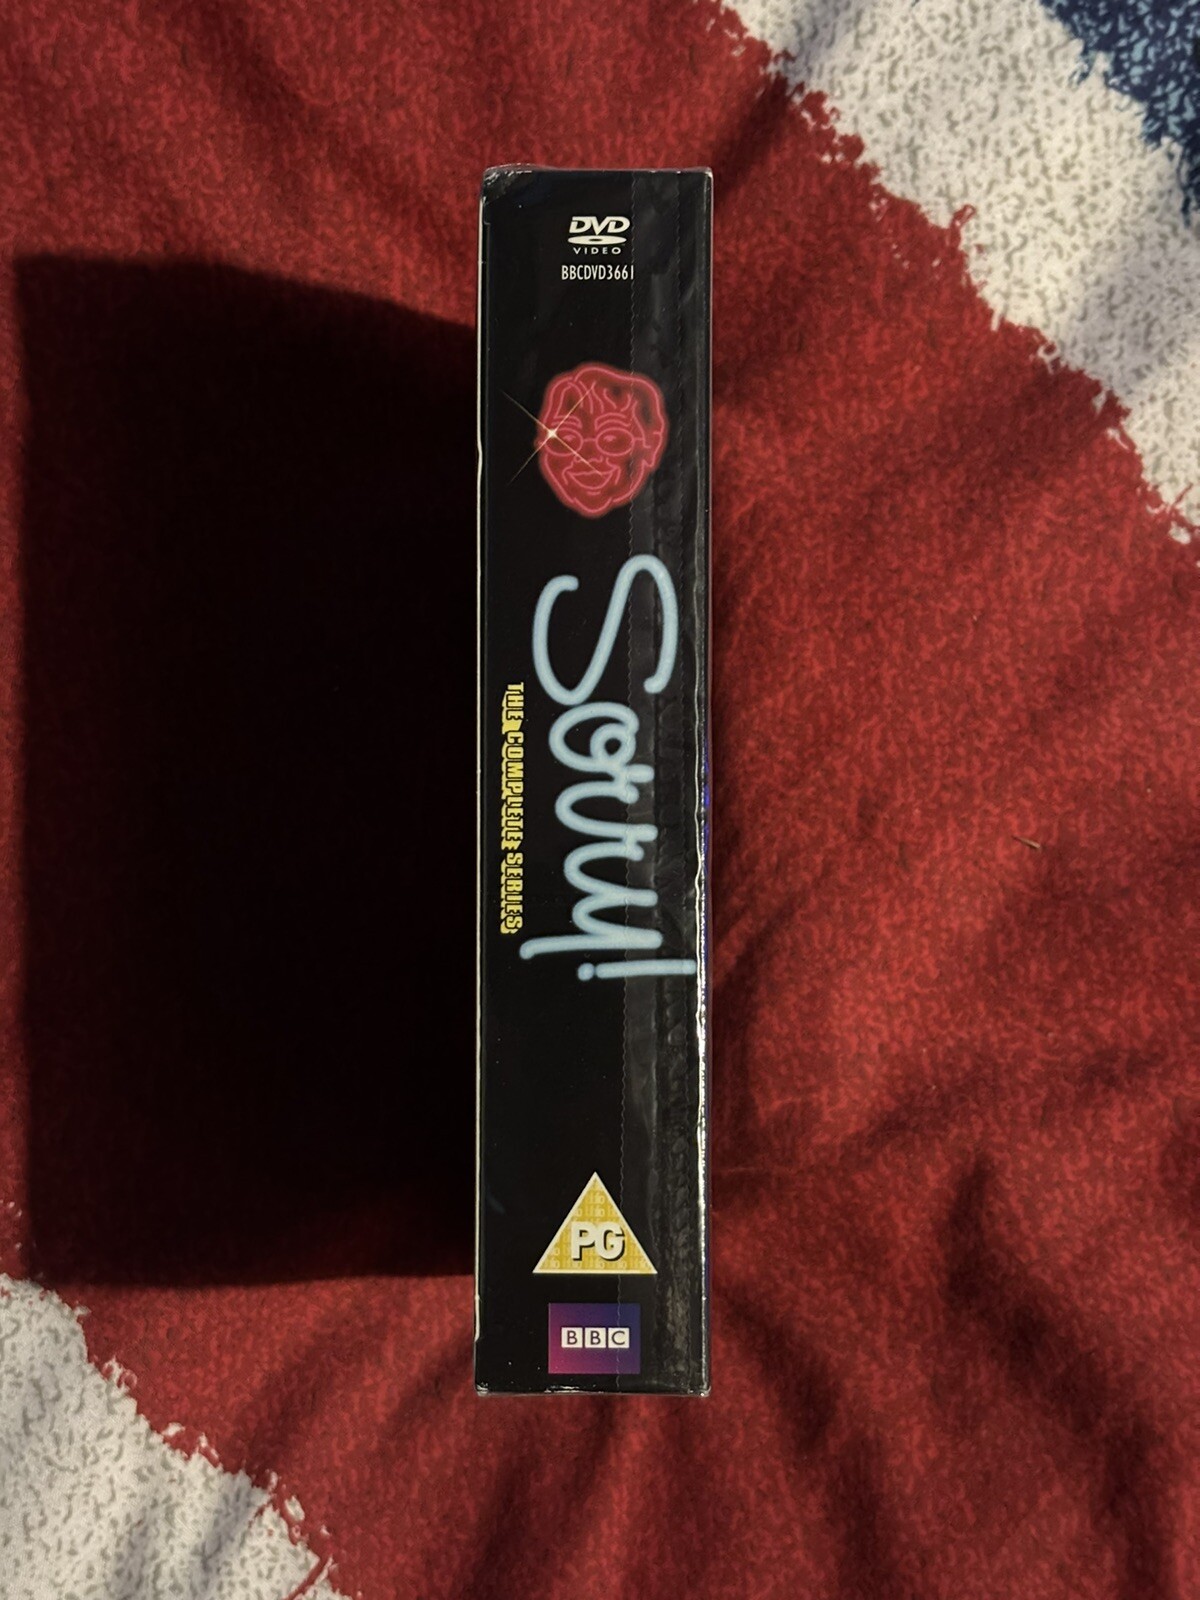 DVD
VIDEO
BBCDVD3661
Sorry!
THE COMPLETE SERIES
PG
BBC